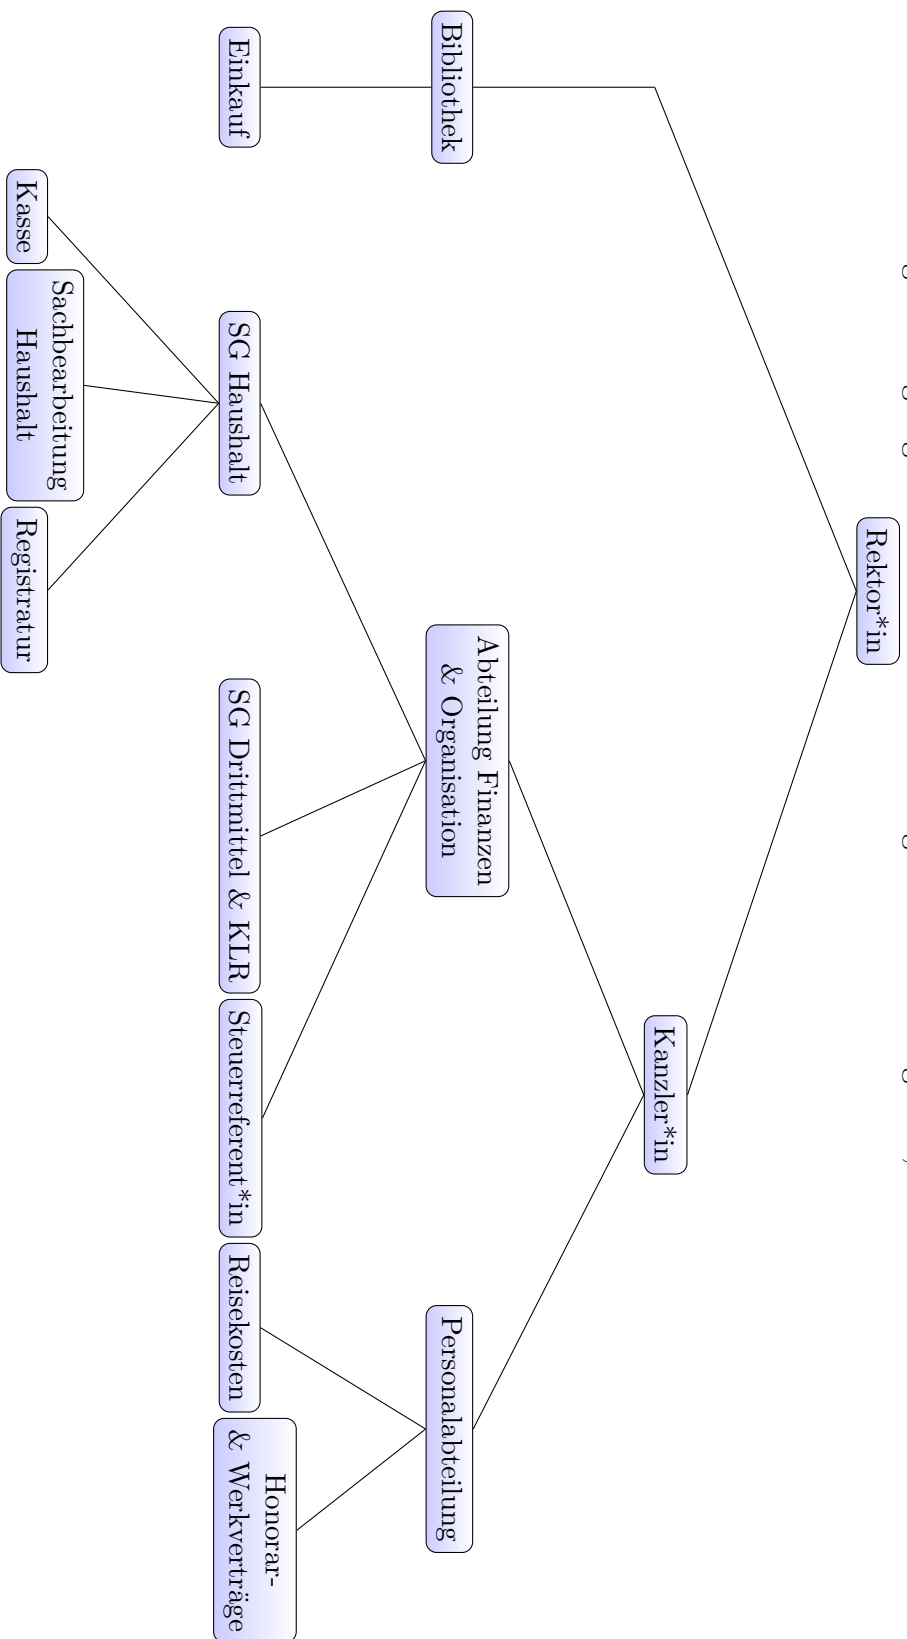 Rektor*in
Kanzler*in
Bibliothek
Abteilung Finanzen
& Organisation
Personalabteilung
Einkauf
SG Haushalt
SG Drittmittel & KLR
Steuerreferent*in
Reisekosten
Honorar-
& Werkverträge
Kasse
Sachbearbeitung
Haushalt
Registratur